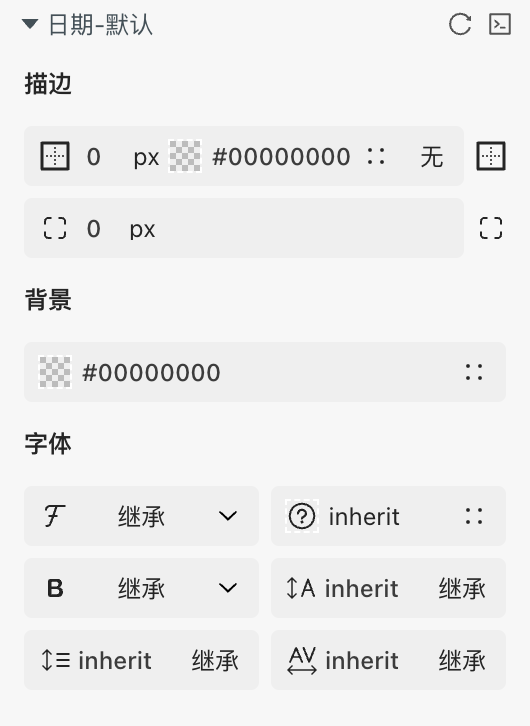 日期-默认
描边
0 px #00000000 无
0 px
背景
#00000000
字体
继承 inherit
B 继承 A inherit 继承
inherit 继承 AV inherit 继承